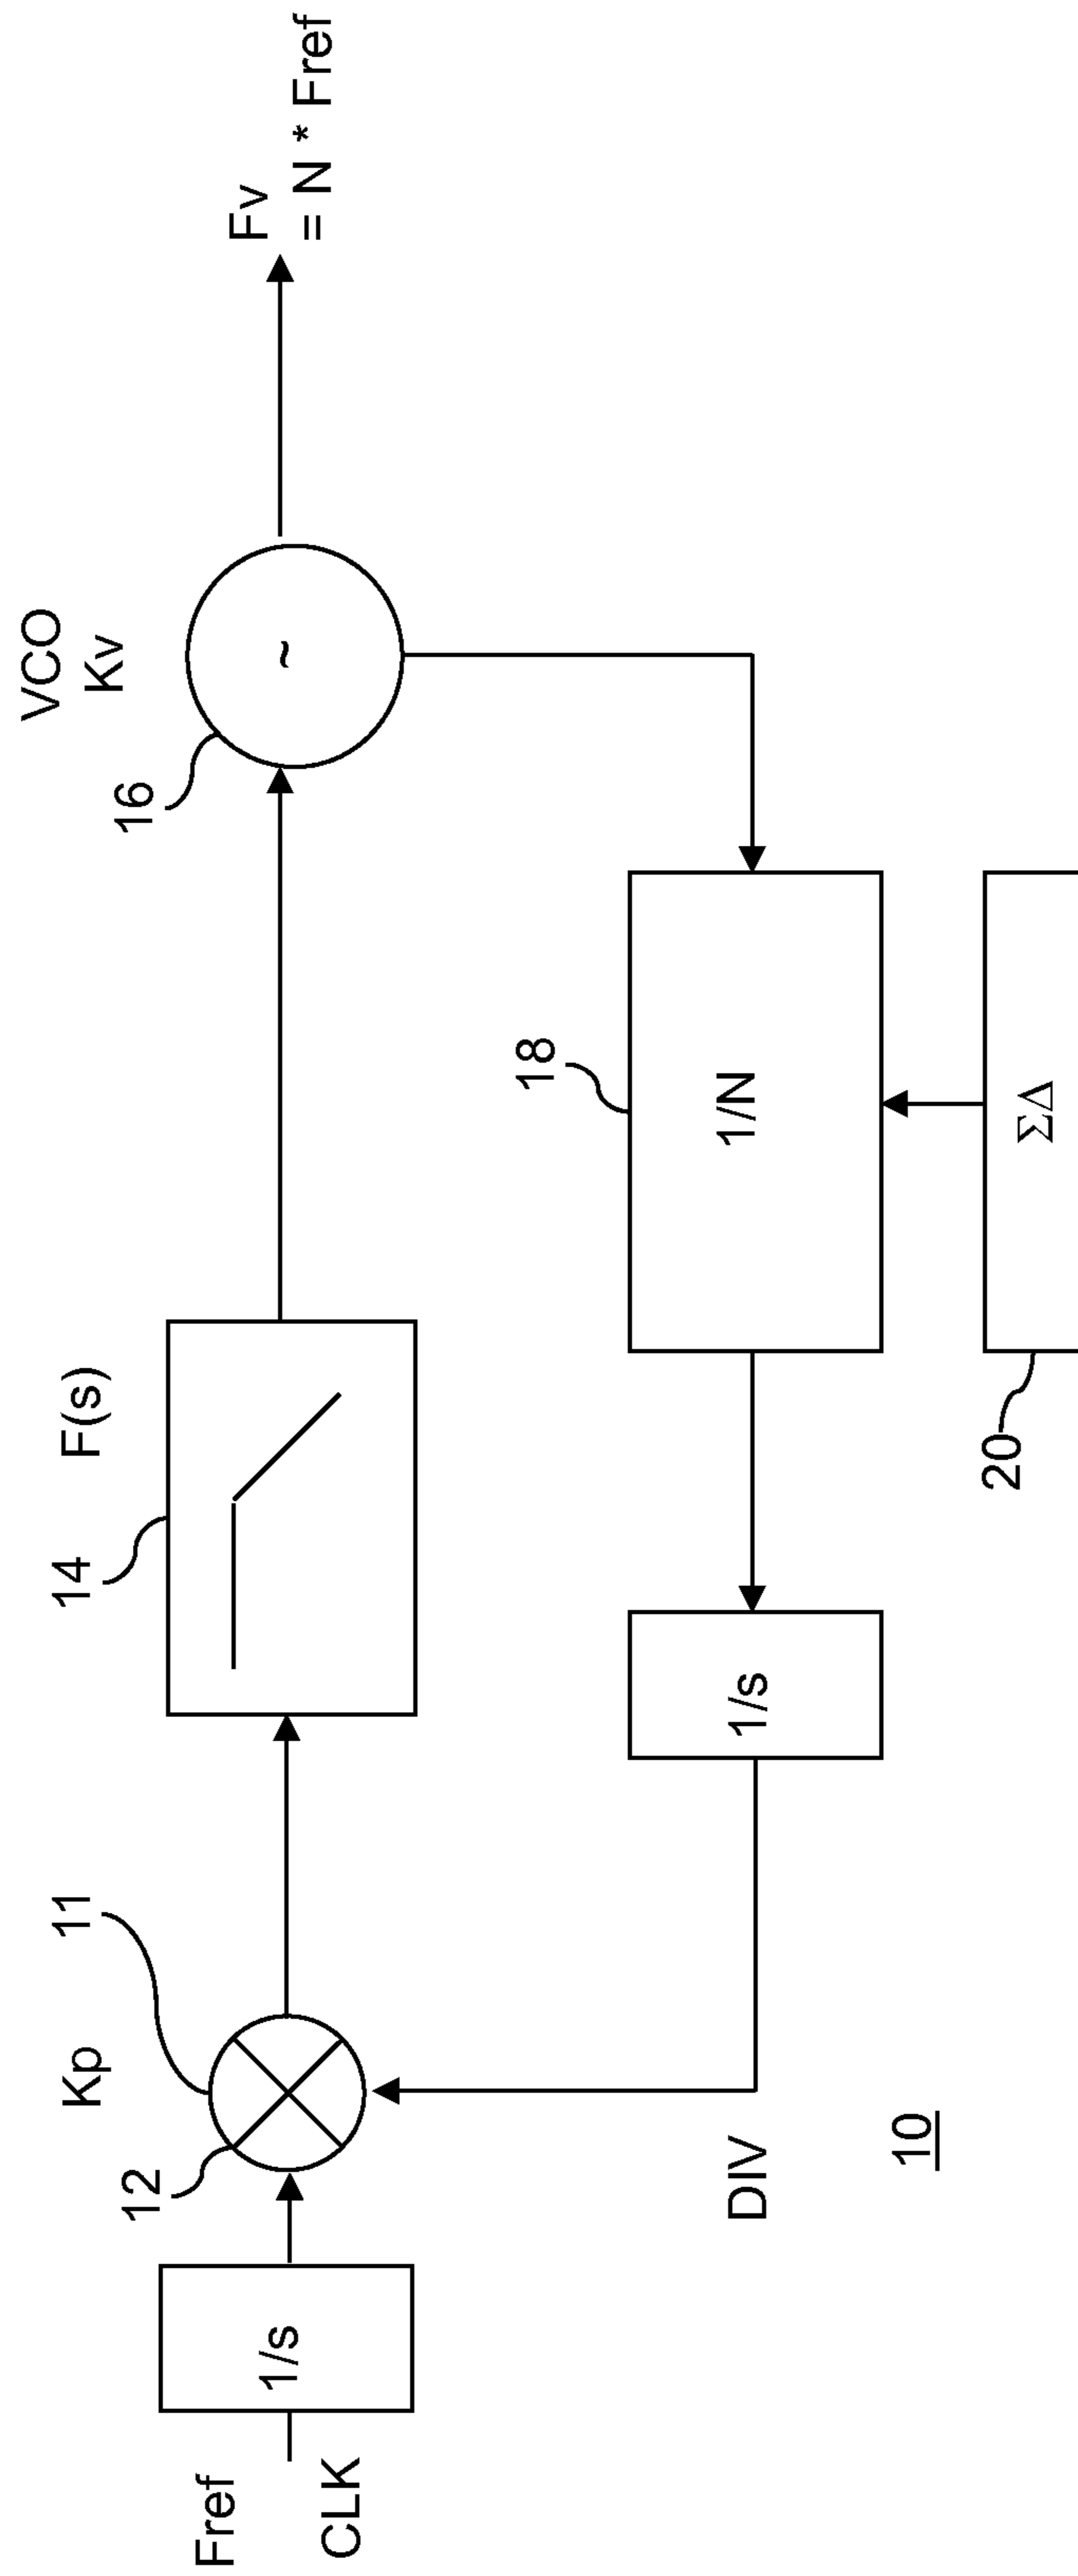 Fref
CLK
1/s
12
Kp
11
14
F(s)
16
VCO
Kv
~
Fv
= N * Fref
DIV
1/s
18
1/N
20
ΣΔ
10